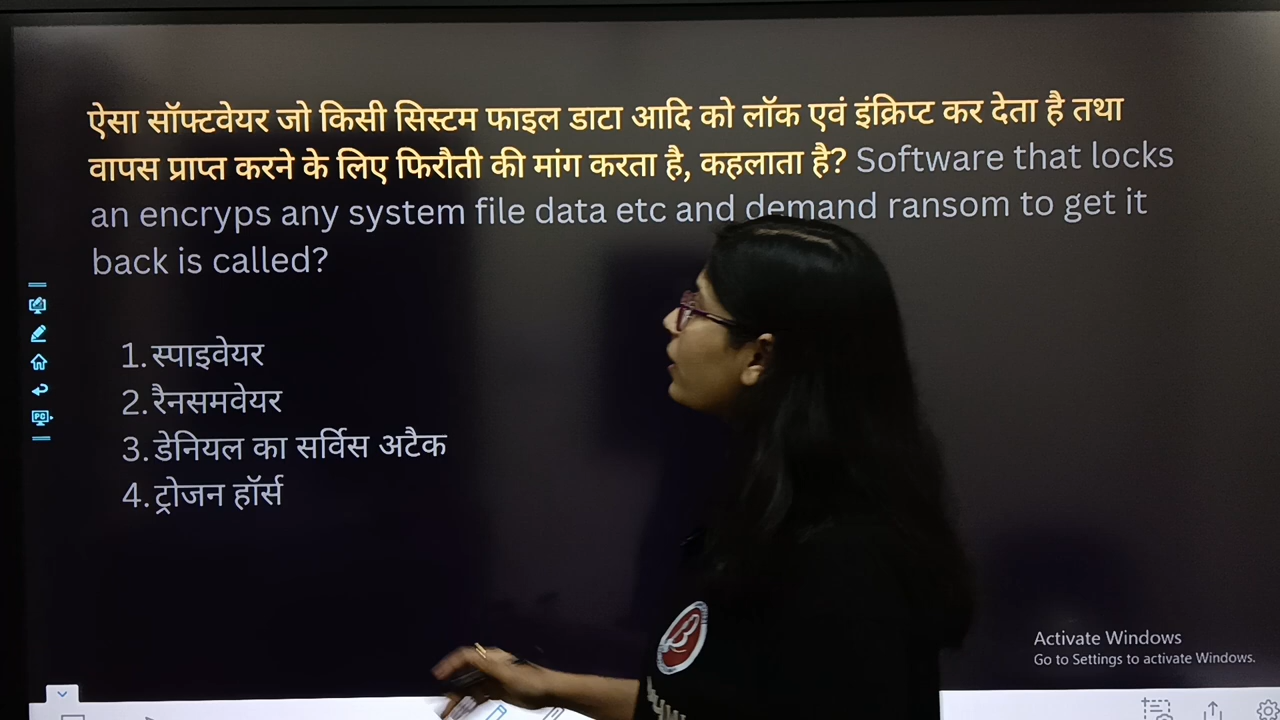 ऐसा सॉफ्टवेयर जो किसी सिस्टम फाइल डाटा आदि को लॉक एवं इंक्रिप्ट कर देता है तथा
वापस प्राप्त करने के लिए फिरौती की मांग करता है, कहलाता है? Software that locks
an encryps any system file data etc and demand ransom to get it
back is called?
1. स्पाइवेयर
2. रैनसमवेयर
3. डेनियल का सर्विस अटैक
4. ट्रोजन हॉर्स
PC
Activate Windows
Go to Settings to activate Windows.